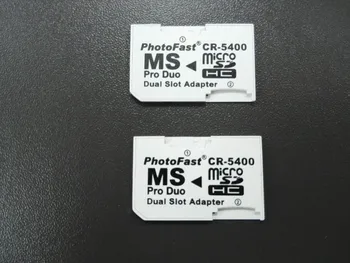 ①
PhotoFast® CR-5400
MS ◄ micro SD HC
Pro Duo
Dual Slot Adapter ②
①
PhotoFast® CR-5400
MS ◄ micro SD HC
Pro Duo
Dual Slot Adapter ②